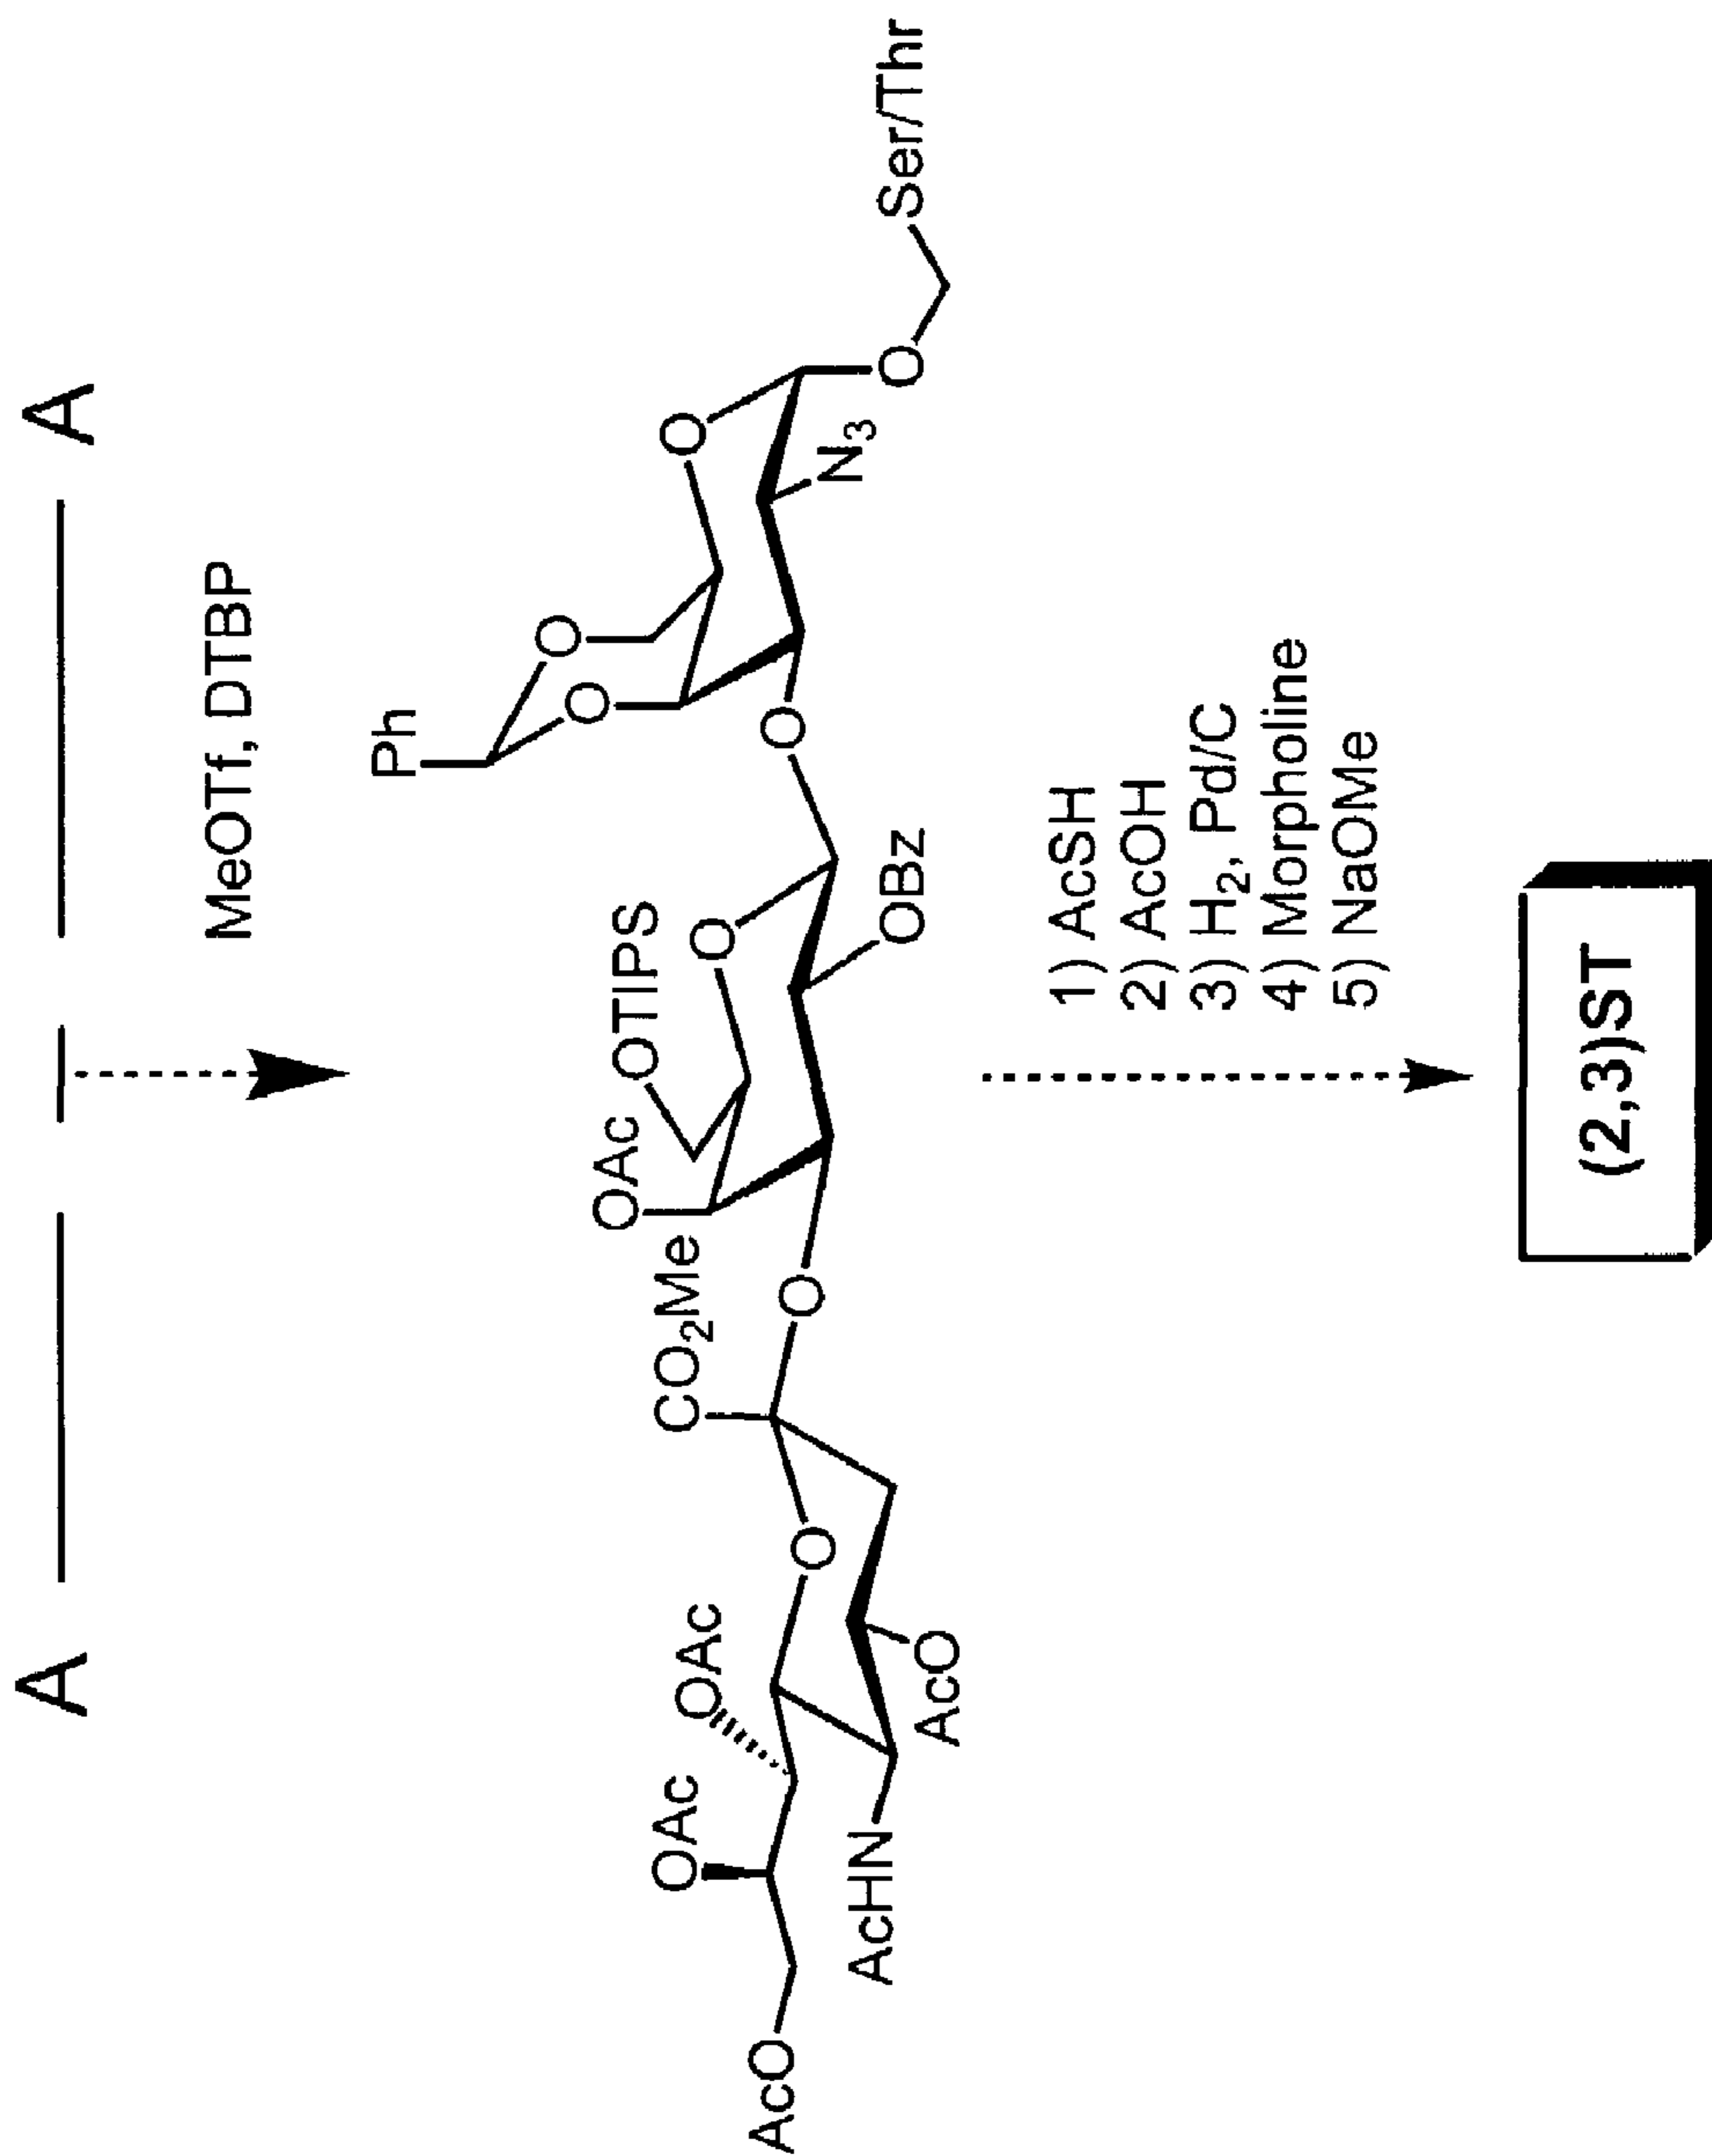 A A
MeOTf, DTBP
Ph
O
O
O
OTIPS
OAc
O
N3
O
Ser/Thr
CO2Me
O
OBz
OAc
OAc
O
O
AcO
AcHN
AcO
1) AcSH
2) AcOH
3) H2, Pd/C
4) Morpholine
5) NaOMe
(2,3)ST